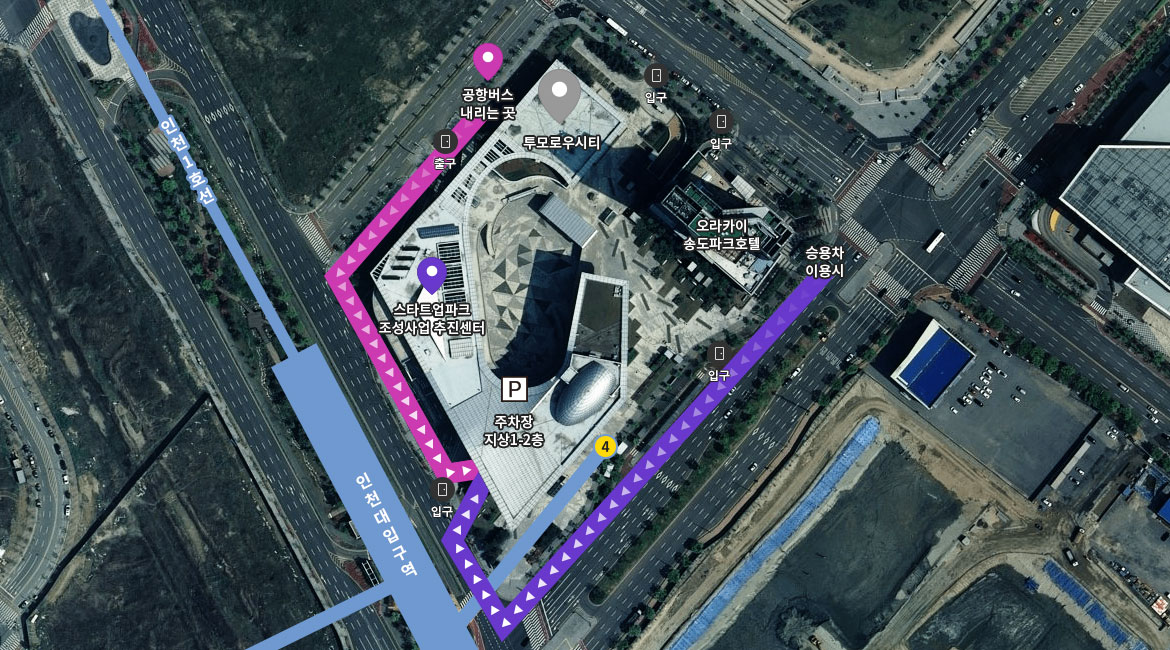 공항버스
내리는 곳
투모로우시티
입구
입구
출구
인천1호선
오라카이
송도파크호텔
승용차
이용시
스타트업파크
조성사업 추진센터
입구
P
주차장
지상1-2층
4
입구
인천대입구역